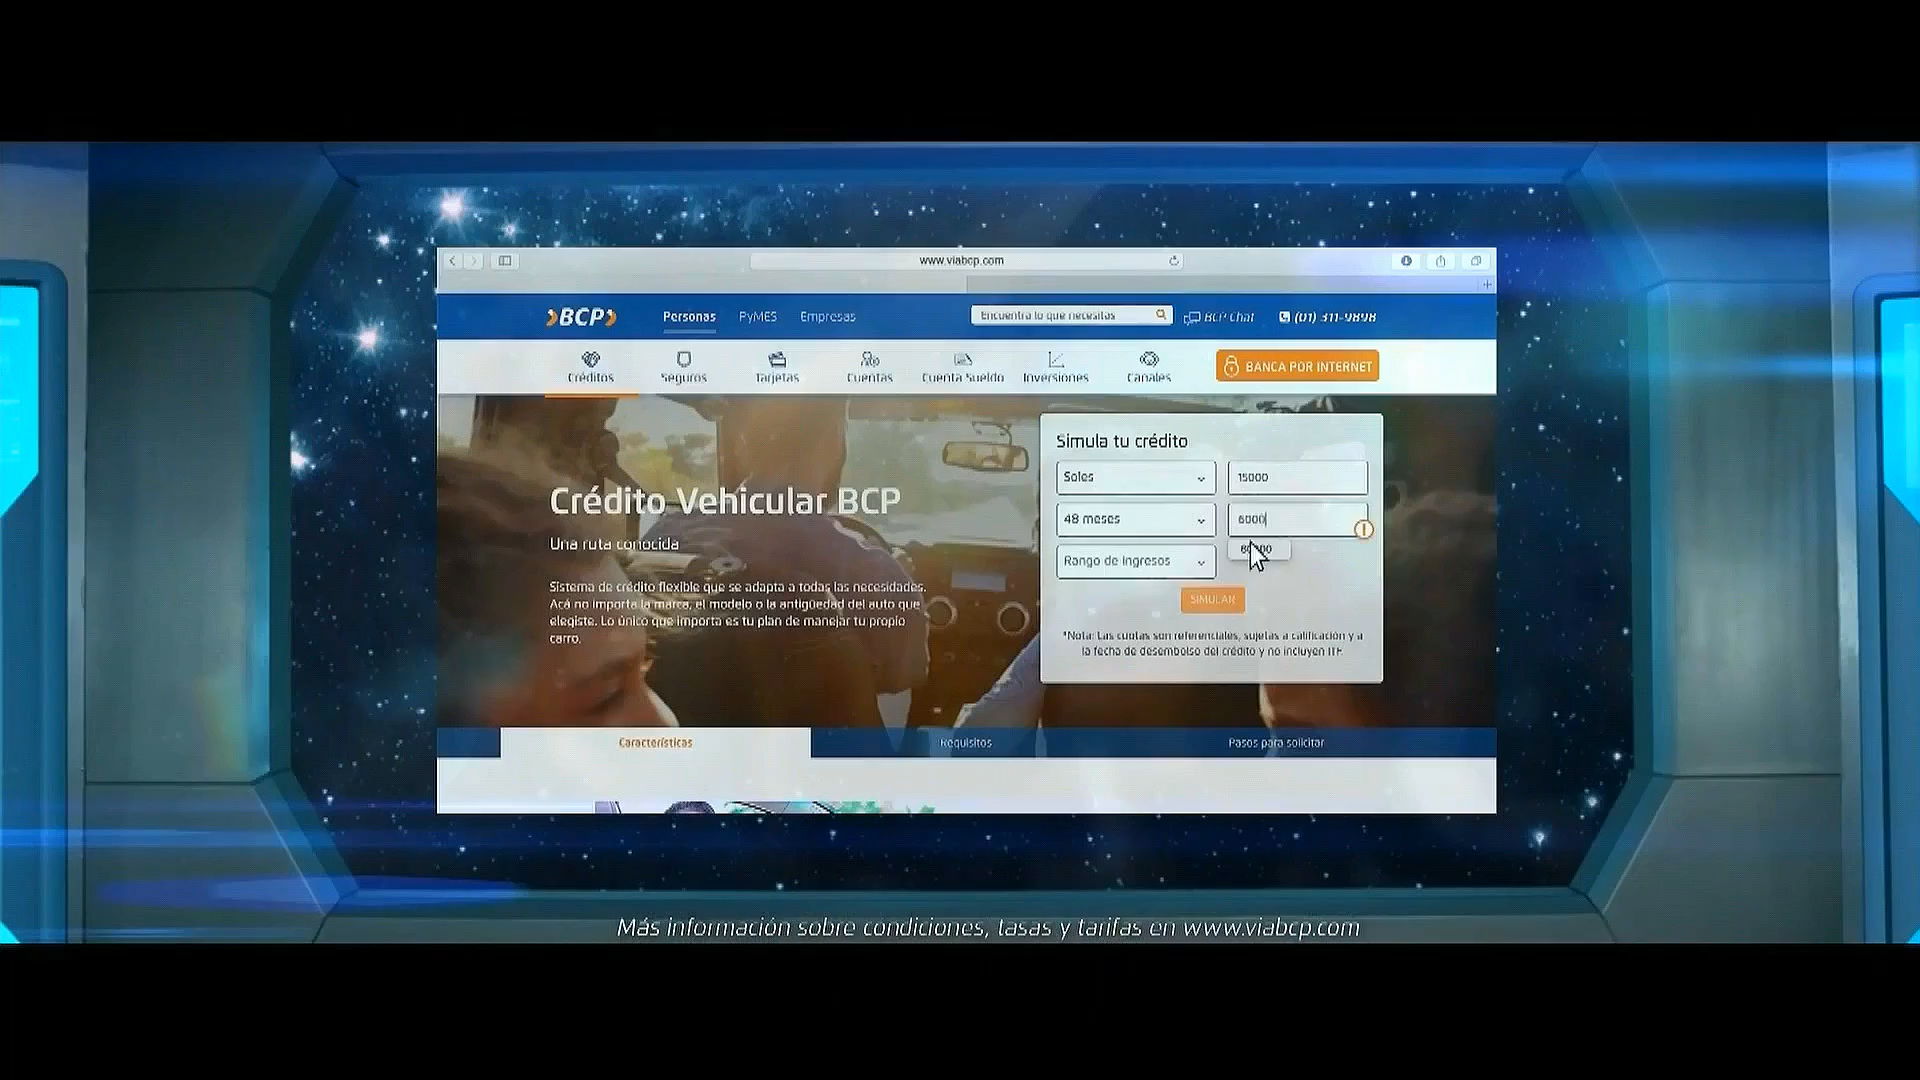 www.viabcp.com
BCP
Personas PyMES Empresas
Encuentra lo que necesitas
BCP Chat
(01) 311-9898
Créditos Seguros Tarjetas Cuentas Cuenta Sueldo Inversiones Canales
BANCA POR INTERNET
Crédito Vehicular BCP
Una ruta conocida
Sistema de crédito flexible que se adapta a todas las necesidades.
Acá no importa la marca, el modelo o la antigüedad del auto que
elegiste. Lo único que importa es tu plan de manejar tu propio
carro.
Simula tu crédito
Soles 15000
48 meses 6000
Rango de ingresos
SIMULAR
*Nota: Las cuotas son referenciales, sujetas a calificación y a
la fecha de desembolso del crédito y no incluyen ITF.
Características Requisitos Pasos para solicitar
Más información sobre condiciones, tasas y tarifas en www.viabcp.com